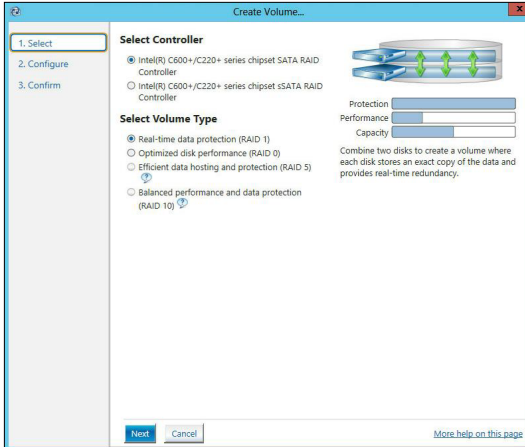 Create Volume...
x
1. Select
2. Configure
3. Confirm
Select Controller
Intel(R) C600+/C220+ series chipset SATA RAID
Controller
Intel(R) C600+/C220+ series chipset sSATA RAID
Controller
Select Volume Type
Real-time data protection (RAID 1)
Optimized disk performance (RAID 0)
Efficient data hosting and protection (RAID 5)
?
Balanced performance and data protection
(RAID 10) ?
Protection
Performance
Capacity
Combine two disks to create a volume where
each disk stores an exact copy of the data and
provides real-time redundancy.
Next
Cancel
More help on this page